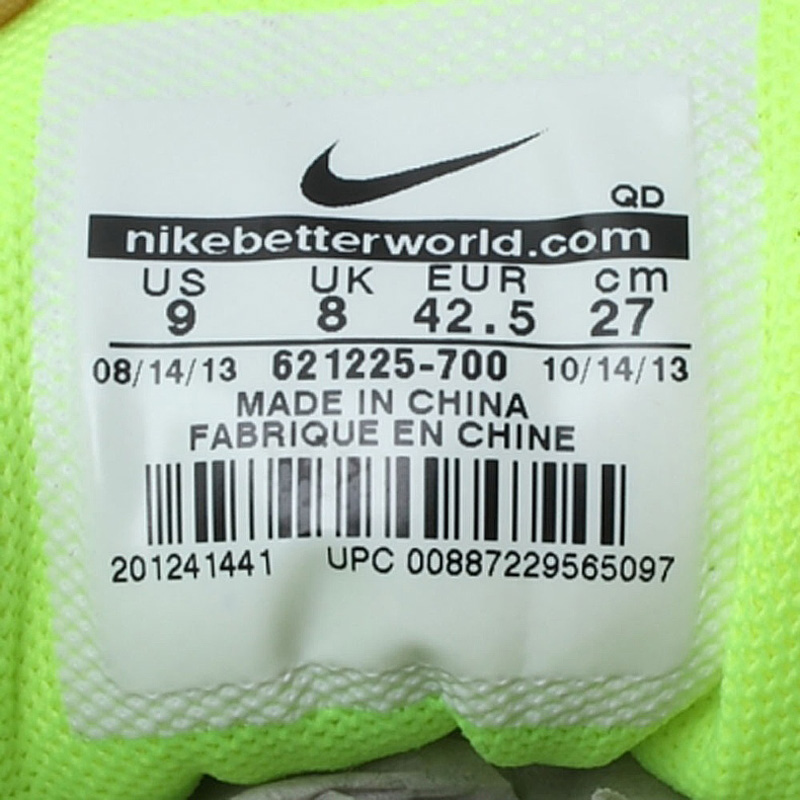 QD
nikebetterworld.com
US UK EUR cm
9 8 42.5 27
08/14/13 621225-700 10/14/13
MADE IN CHINA
FABRIQUE EN CHINE
201241441 UPC 00887229565097